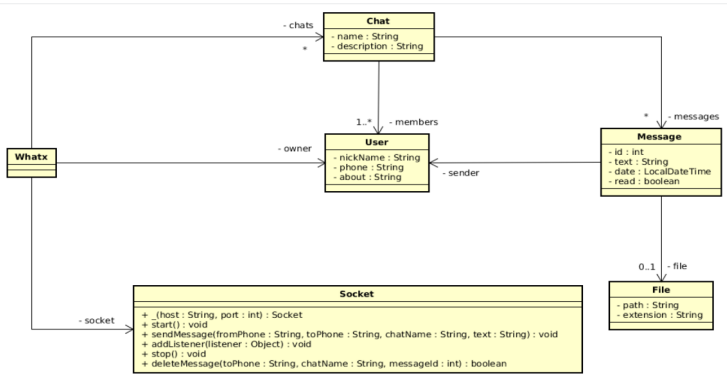 Chat
- name : String
- description : String
- chats
*
1..*
- members
*
- messages
Whatx
- owner
User
- nickName : String
- phone : String
- about : String
- sender
Message
- id : int
- text : String
- date : LocalDateTime
- read : boolean
0..1
- file
File
- path : String
- extension : String
- socket
Socket
+ _(host : String, port : int) : Socket
+ start() : void
+ sendMessage(fromPhone : String, toPhone : String, chatName : String, text : String) : void
+ addListener(listener : Object) : void
+ stop() : void
+ deleteMessage(toPhone : String, chatName : String, messageId : int) : boolean